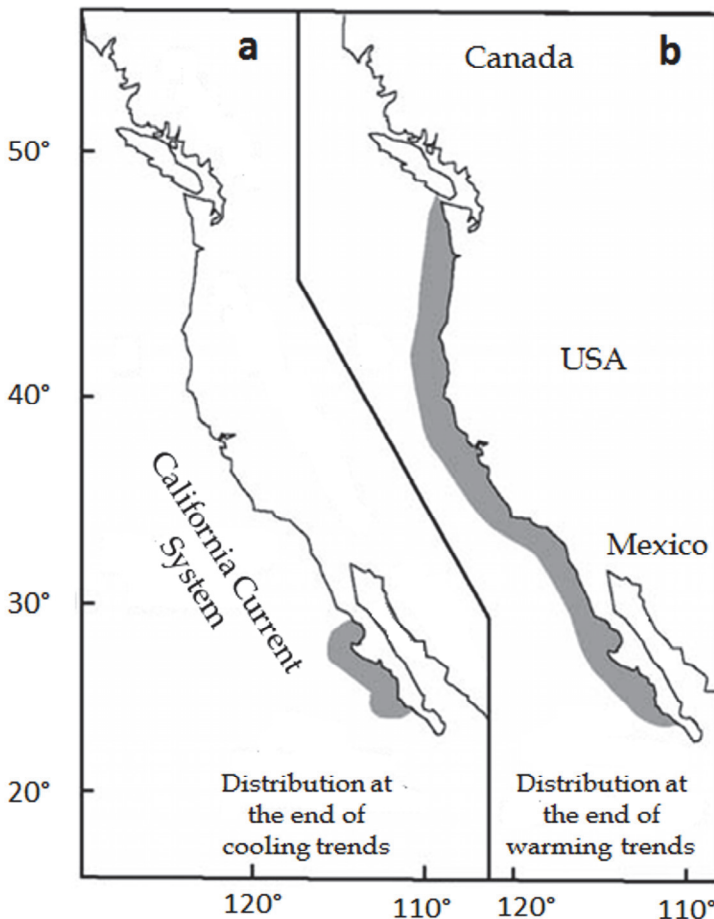 a
b
Canada
50°
USA
40°
California Current
System
Mexico
30°
20°
Distribution at
the end of
cooling trends
Distribution at
the end of
warming trends
120°
110°
120°
110°